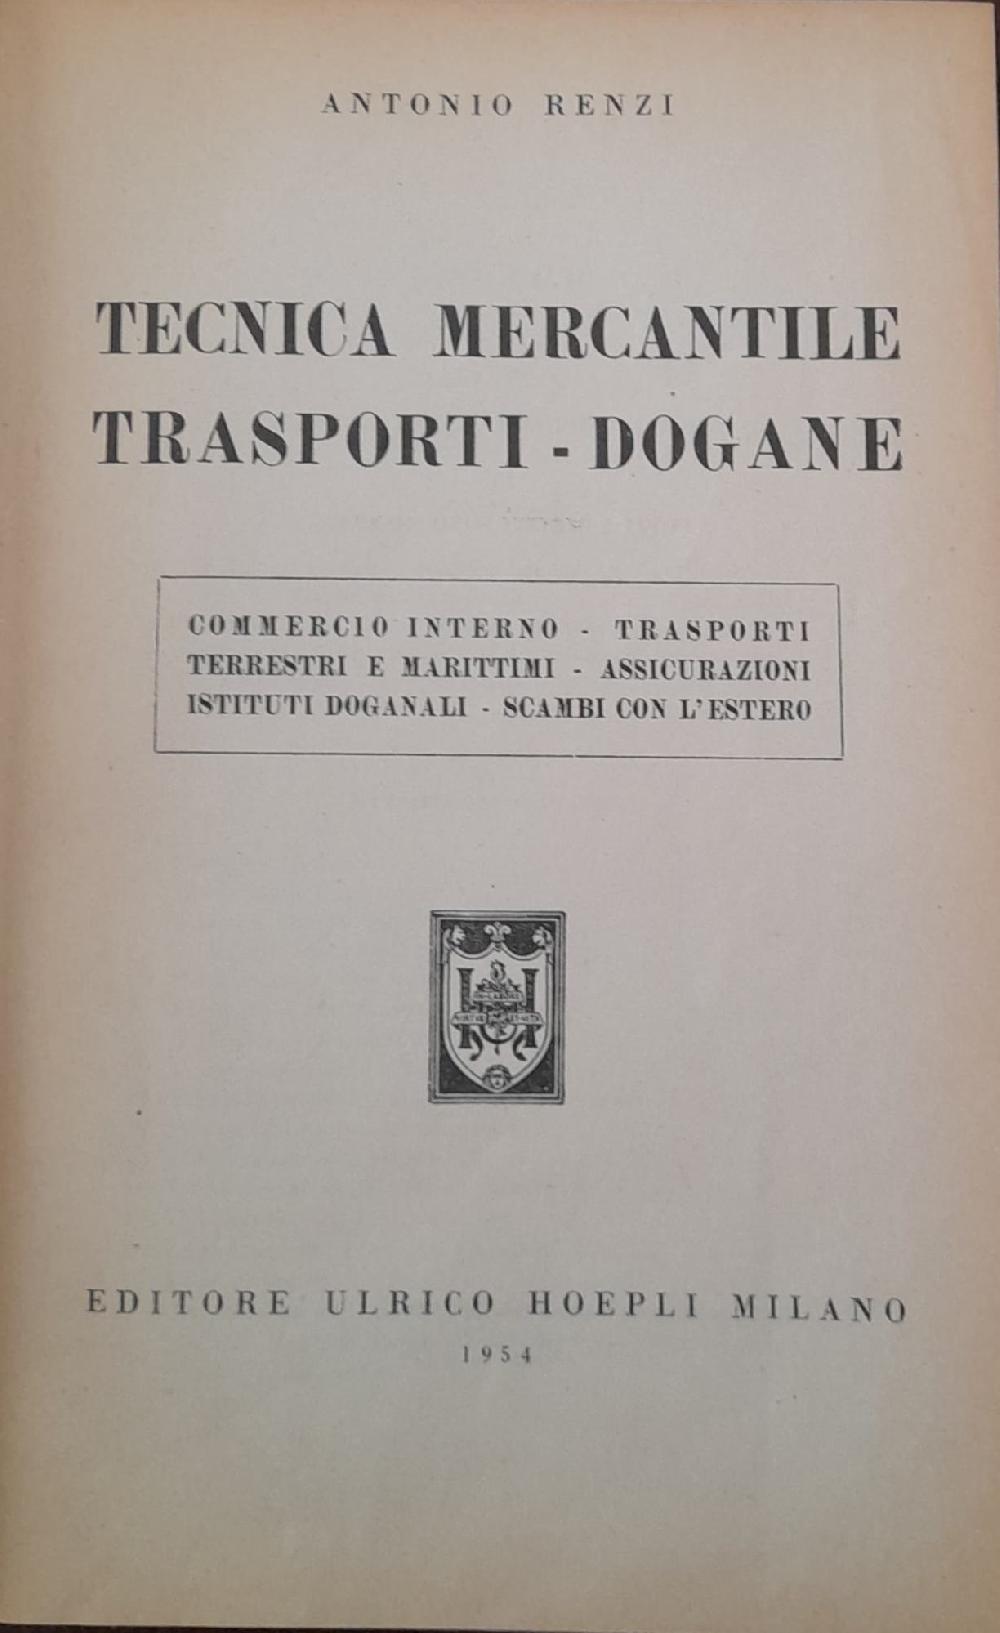 ANTONIO RENZI
TECNICA MERCANTILE
TRASPORTI - DOGANE
COMMERCIO INTERNO - TRASPORTI
TERRESTRI E MARITTIMI - ASSICURAZIONI
ISTITUTI DOGANALI - SCAMBI CON L'ESTERO
EDITORE ULRICO HOEPLI MILANO
1954